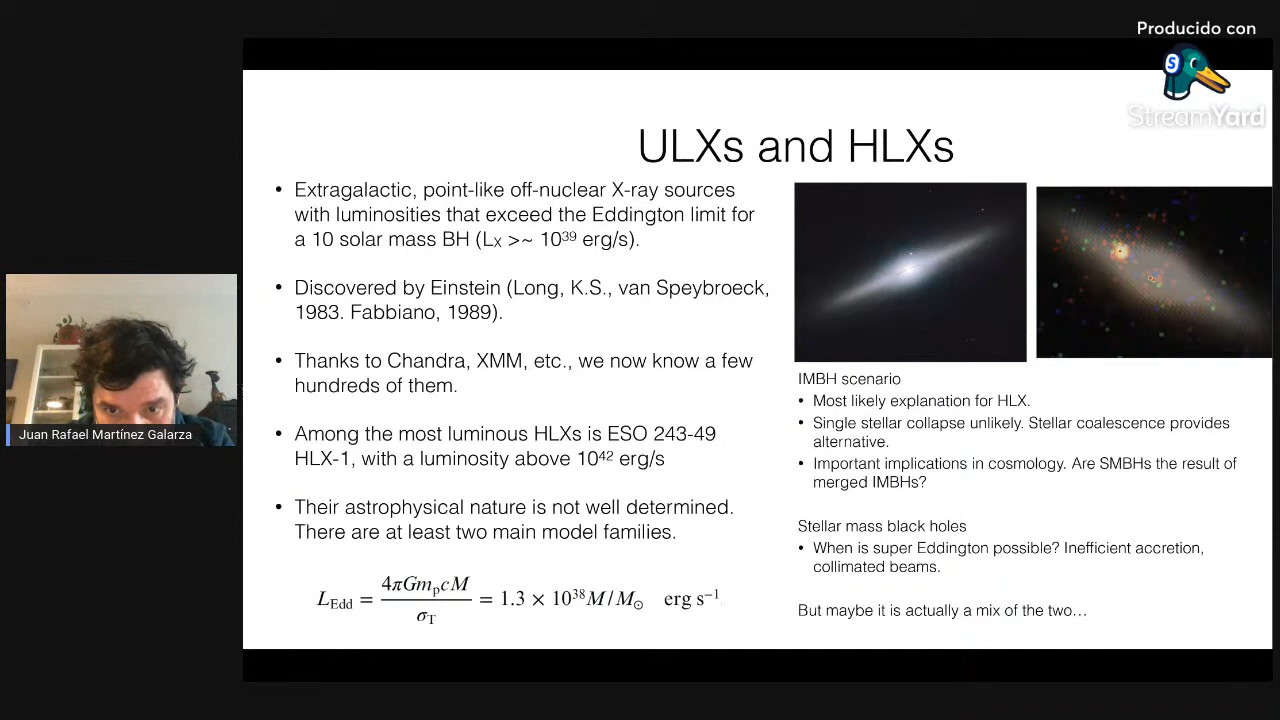 Producido con
StreamYard
ULXs and HLXs
• Extragalactic, point-like off-nuclear X-ray sources
with luminosities that exceed the Eddington limit for
a 10 solar mass BH (Lx >~ 10³⁹ erg/s).
• Discovered by Einstein (Long, K.S., van Speybroeck,
1983. Fabbiano, 1989).
• Thanks to Chandra, XMM, etc., we now know a few
hundreds of them.
• Among the most luminous HLXs is ESO 243-49
HLX-1, with a luminosity above 10⁴² erg/s
• Their astrophysical nature is not well determined.
There are at least two main model families.
L_Edd = 4πGm_pcM / σ_T = 1.3 × 10³⁸M/M⊙ erg s⁻¹
IMBH scenario
• Most likely explanation for HLX.
• Single stellar collapse unlikely. Stellar coalescence provides
alternative.
• Important implications in cosmology. Are SMBHs the result of
merged IMBHs?
Stellar mass black holes
• When is super Eddington possible? Inefficient accretion,
collimated beams.
But maybe it is actually a mix of the two…
Juan Rafael Martínez Galarza